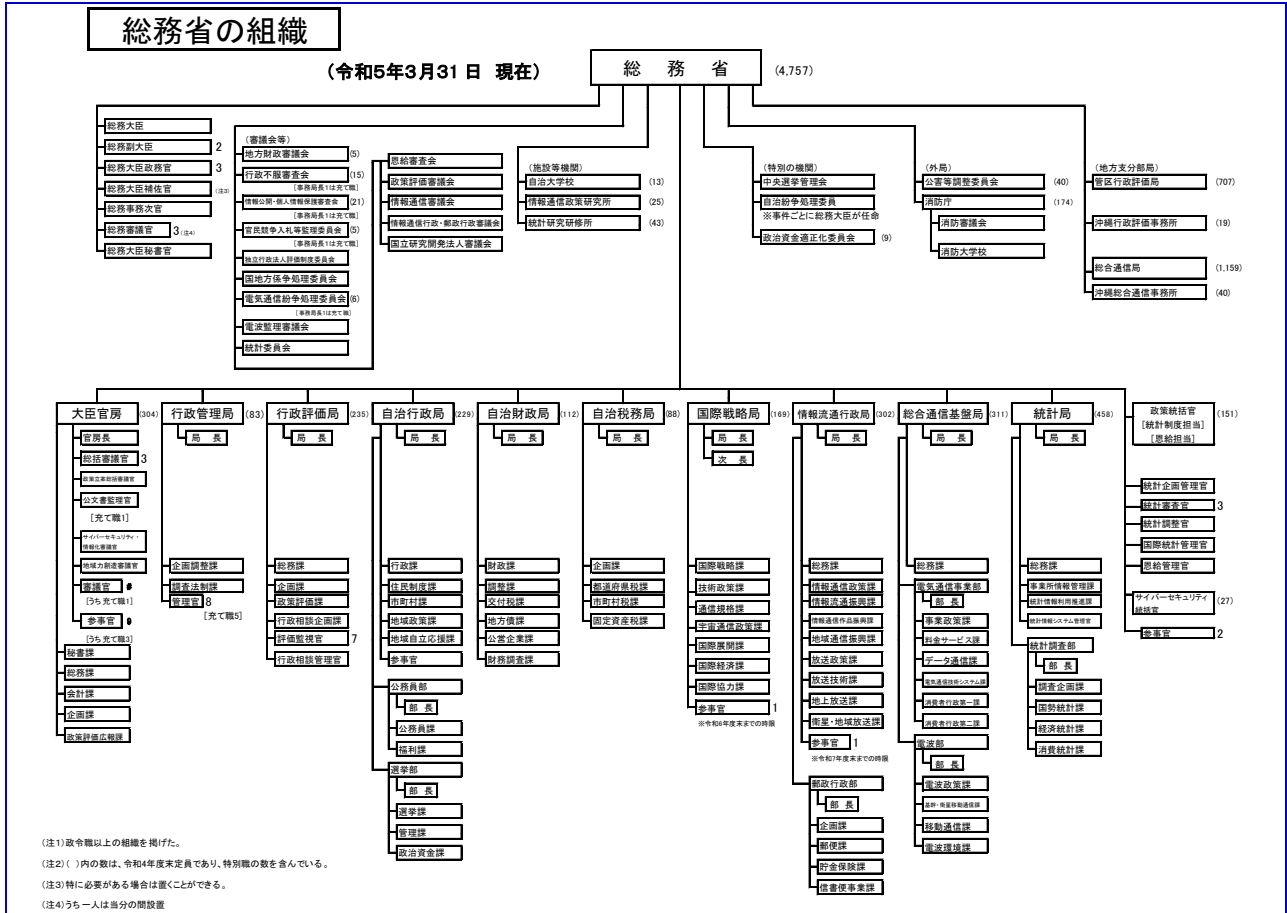 総務省の組織
(令和5年3月31日 現在)
総務省 (4,757)
総務大臣
総務副大臣 2
総務大臣政務官 3
総務大臣補佐官 (注3)
総務事務次官
総務審議官 3 (注4)
総務大臣秘書官
(審議会等)
地方財政審議会 (5)
行政不服審査会 (15)
[事務局長1は充て職]
情報公開・個人情報保護審査会 (21)
[事務局長1は充て職]
官民競争入札等監理委員会 (5)
[事務局長1は充て職]
独立行政法人評価制度委員会
国地方係争処理委員会
電気通信紛争処理委員会 (6)
[事務局長1は充て職]
電波監理審議会
統計委員会
恩給審査会
政策評価審議会
情報通信審議会
情報通信行政・郵政行政審議会
国立研究開発法人審議会
(施設等機関)
自治大学校 (13)
情報通信政策研究所 (25)
統計研究研修所 (43)
(特別の機関)
中央選挙管理会
自治紛争処理委員
※事件ごとに総務大臣が任命
政治資金適正化委員会 (9)
(外局)
公害等調整委員会 (40)
消防庁 (174)
消防審議会
消防大学校
(地方支分部局)
管区行政評価局 (707)
沖縄行政評価事務所 (19)
総合通信局 (1,159)
沖縄総合通信事務所 (40)
大臣官房 (304)
官房長
総括審議官 3
政策立案総括審議官
公文書監理官
[充て職1]
サイバーセキュリティ・
情報化審議官
地域力創造審議官
審議官
[うち充て職1]
参事官
[うち充て職3]
秘書課
総務課
会計課
企画課
政策評価広報課
行政管理局 (83)
局長
企画調整課
調査法制課
管理官 8
[充て職5]
行政評価局 (235)
局長
総務課
企画課
政策評価課
行政相談企画課
評価監視官 7
行政相談管理官
自治行政局 (229)
局長
行政課
住民制度課
市町村課
地域政策課
地域自立応援課
参事官
公務員部
部長
公務員課
福利課
選挙部
部長
選挙課
管理課
政治資金課
自治財政局 (112)
局長
財政課
調整課
交付税課
地方債課
公営企業課
財務調査課
自治税務局 (88)
局長
企画課
都道府県税課
市町村税課
固定資産税課
国際戦略局 (169)
局長
次長
国際戦略課
技術政策課
通信規格課
宇宙通信政策課
国際展開課
国際経済課
国際協力課
参事官 1
※令和6年度末までの時限
情報流通行政局 (302)
局長
総務課
情報通信政策課
情報流通振興課
情報通信作品振興課
地域通信振興課
放送政策課
放送技術課
地上放送課
衛星・地域放送課
参事官 1
※令和7年度末までの時限
郵政行政部
部長
企画課
郵便課
貯金保険課
信書便事業課
総合通信基盤局 (311)
局長
総務課
電気通信事業部
部長
事業政策課
料金サービス課
データ通信課
電気通信技術システム課
消費者行政第一課
消費者行政第二課
電波部
部長
電波政策課
基幹・衛星移動通信課
移動通信課
電波環境課
統計局 (458)
局長
総務課
事業所情報管理課
統計情報利用推進課
統計情報システム管理官
統計調査部
部長
調査企画課
国勢統計課
経済統計課
消費統計課
政策統括官 (151)
[統計制度担当]
[恩給担当]
統計企画管理官
統計審査官 3
統計調整官
国際統計管理官
恩給管理官
サイバーセキュリティ
統括官 (27)
参事官 2
(注1)政令職以上の組織を掲げた。
(注2)( )内の数は、令和4年度末定員であり、特別職の数を含んでいる。
(注3)特に必要がある場合は置くことができる。
(注4)うち一人は当分の間設置